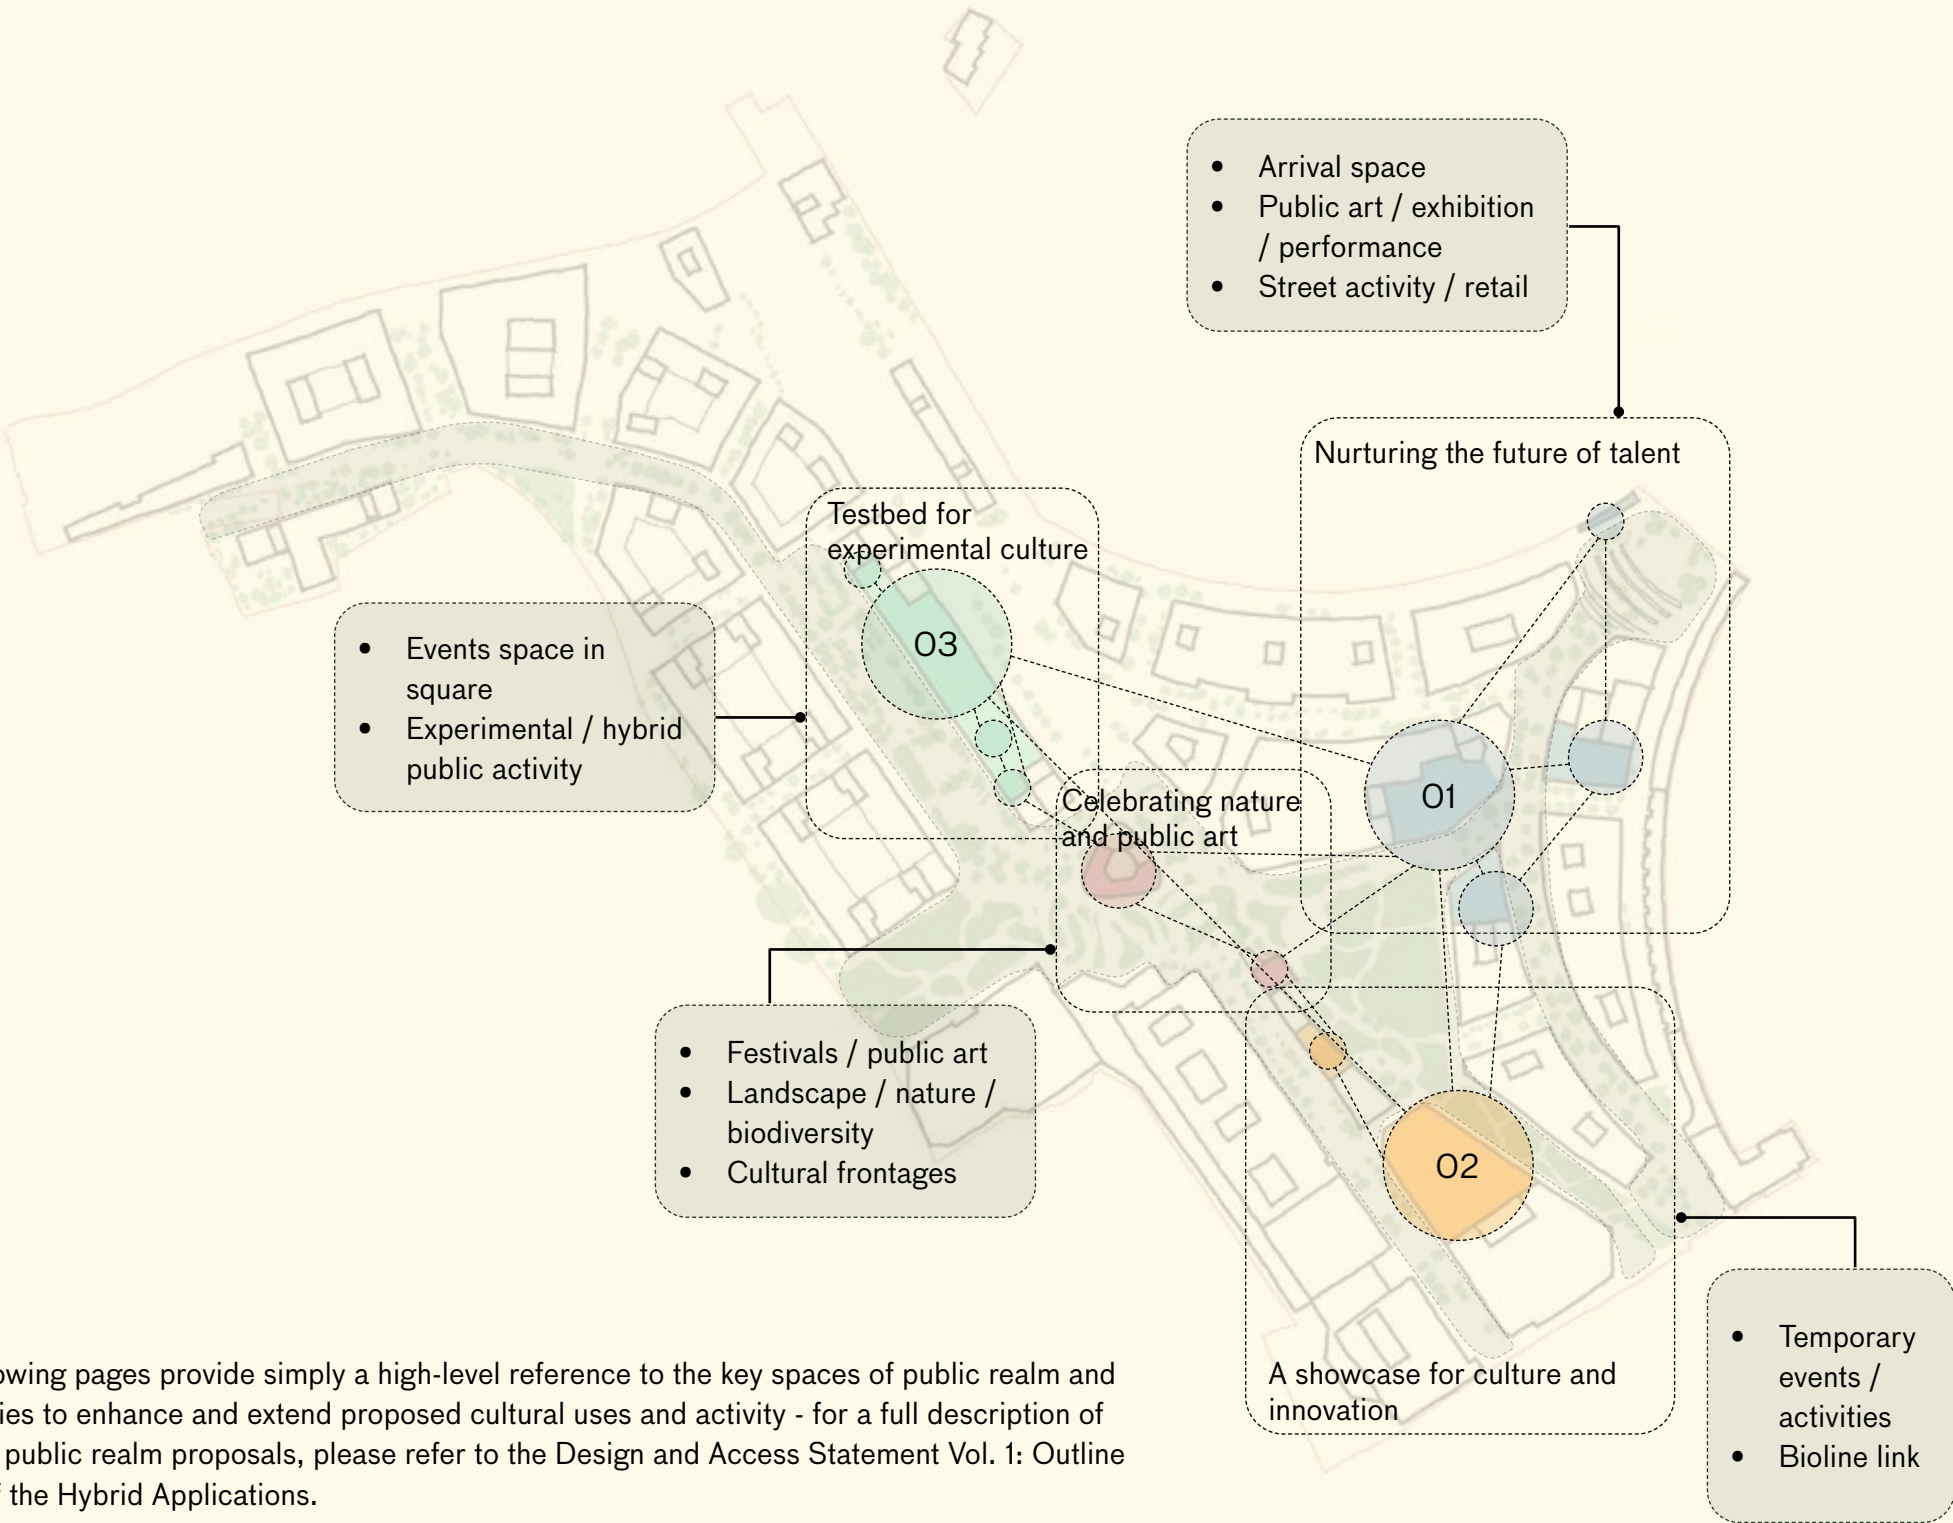 • Arrival space
• Public art / exhibition
/ performance
• Street activity / retail
Nurturing the future of talent
Testbed for
experimental culture
03
• Events space in
square
• Experimental / hybrid
public activity
01
Celebrating nature
and public art
• Festivals / public art
• Landscape / nature /
biodiversity
• Cultural frontages
02
A showcase for culture and
innovation
• Temporary
events /
activities
• Bioline link
pages provide simply a high-level reference to the key spaces of public realm and
to enhance and extend proposed cultural uses and activity - for a full description of
public realm proposals, please refer to the Design and Access Statement Vol. 1: Outline
the Hybrid Applications.